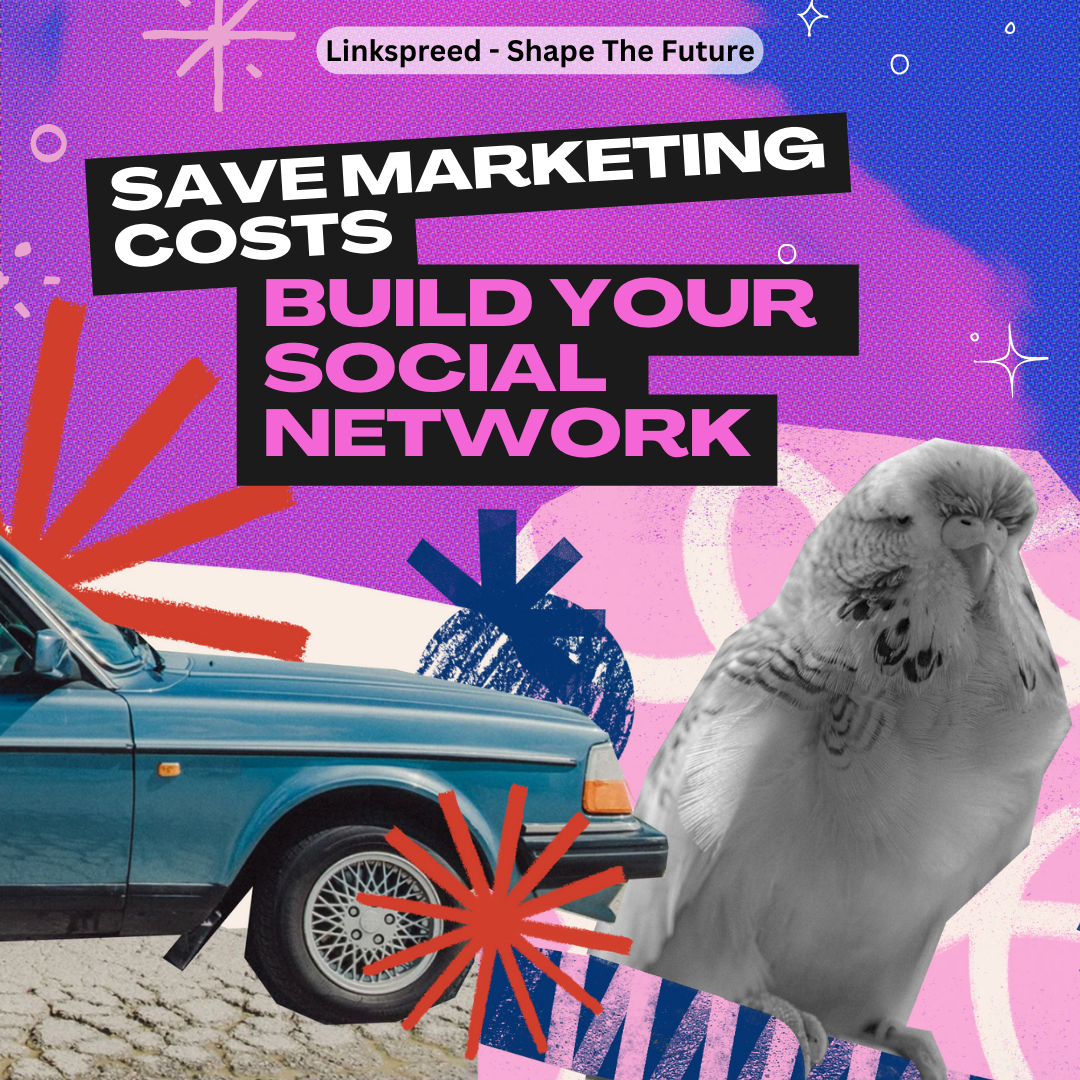 Linkspreed - Shape The Future
SAVE MARKETING
COSTS
BUILD YOUR
SOCIAL
NETWORK